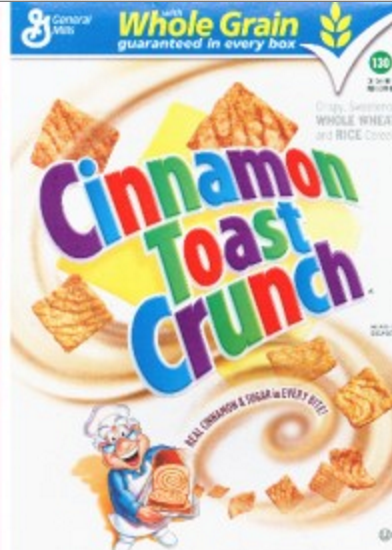 General
Mills
with
Whole Grain
guaranteed in every box
130
Crispy, Sweetened
WHOLE WHEAT
and RICE Cereal
Cinnamon
Toast
Crunch
REAL CINNAMON & SUGAR in EVERY BITE!